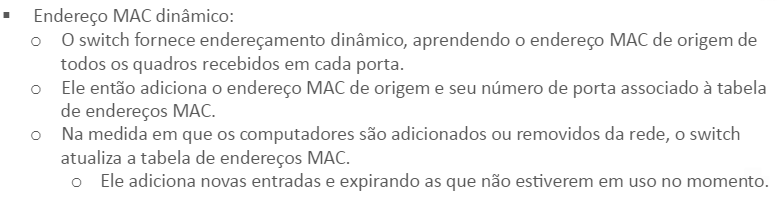 ▪ Endereço MAC dinâmico:
o O switch fornece endereçamento dinâmico, aprendendo o endereço MAC de origem de
todos os quadros recebidos em cada porta.
o Ele então adiciona o endereço MAC de origem e seu número de porta associado à tabela
de endereços MAC.
o Na medida em que os computadores são adicionados ou removidos da rede, o switch
atualiza a tabela de endereços MAC.
o Ele adiciona novas entradas e expirando as que não estiverem em uso no momento.